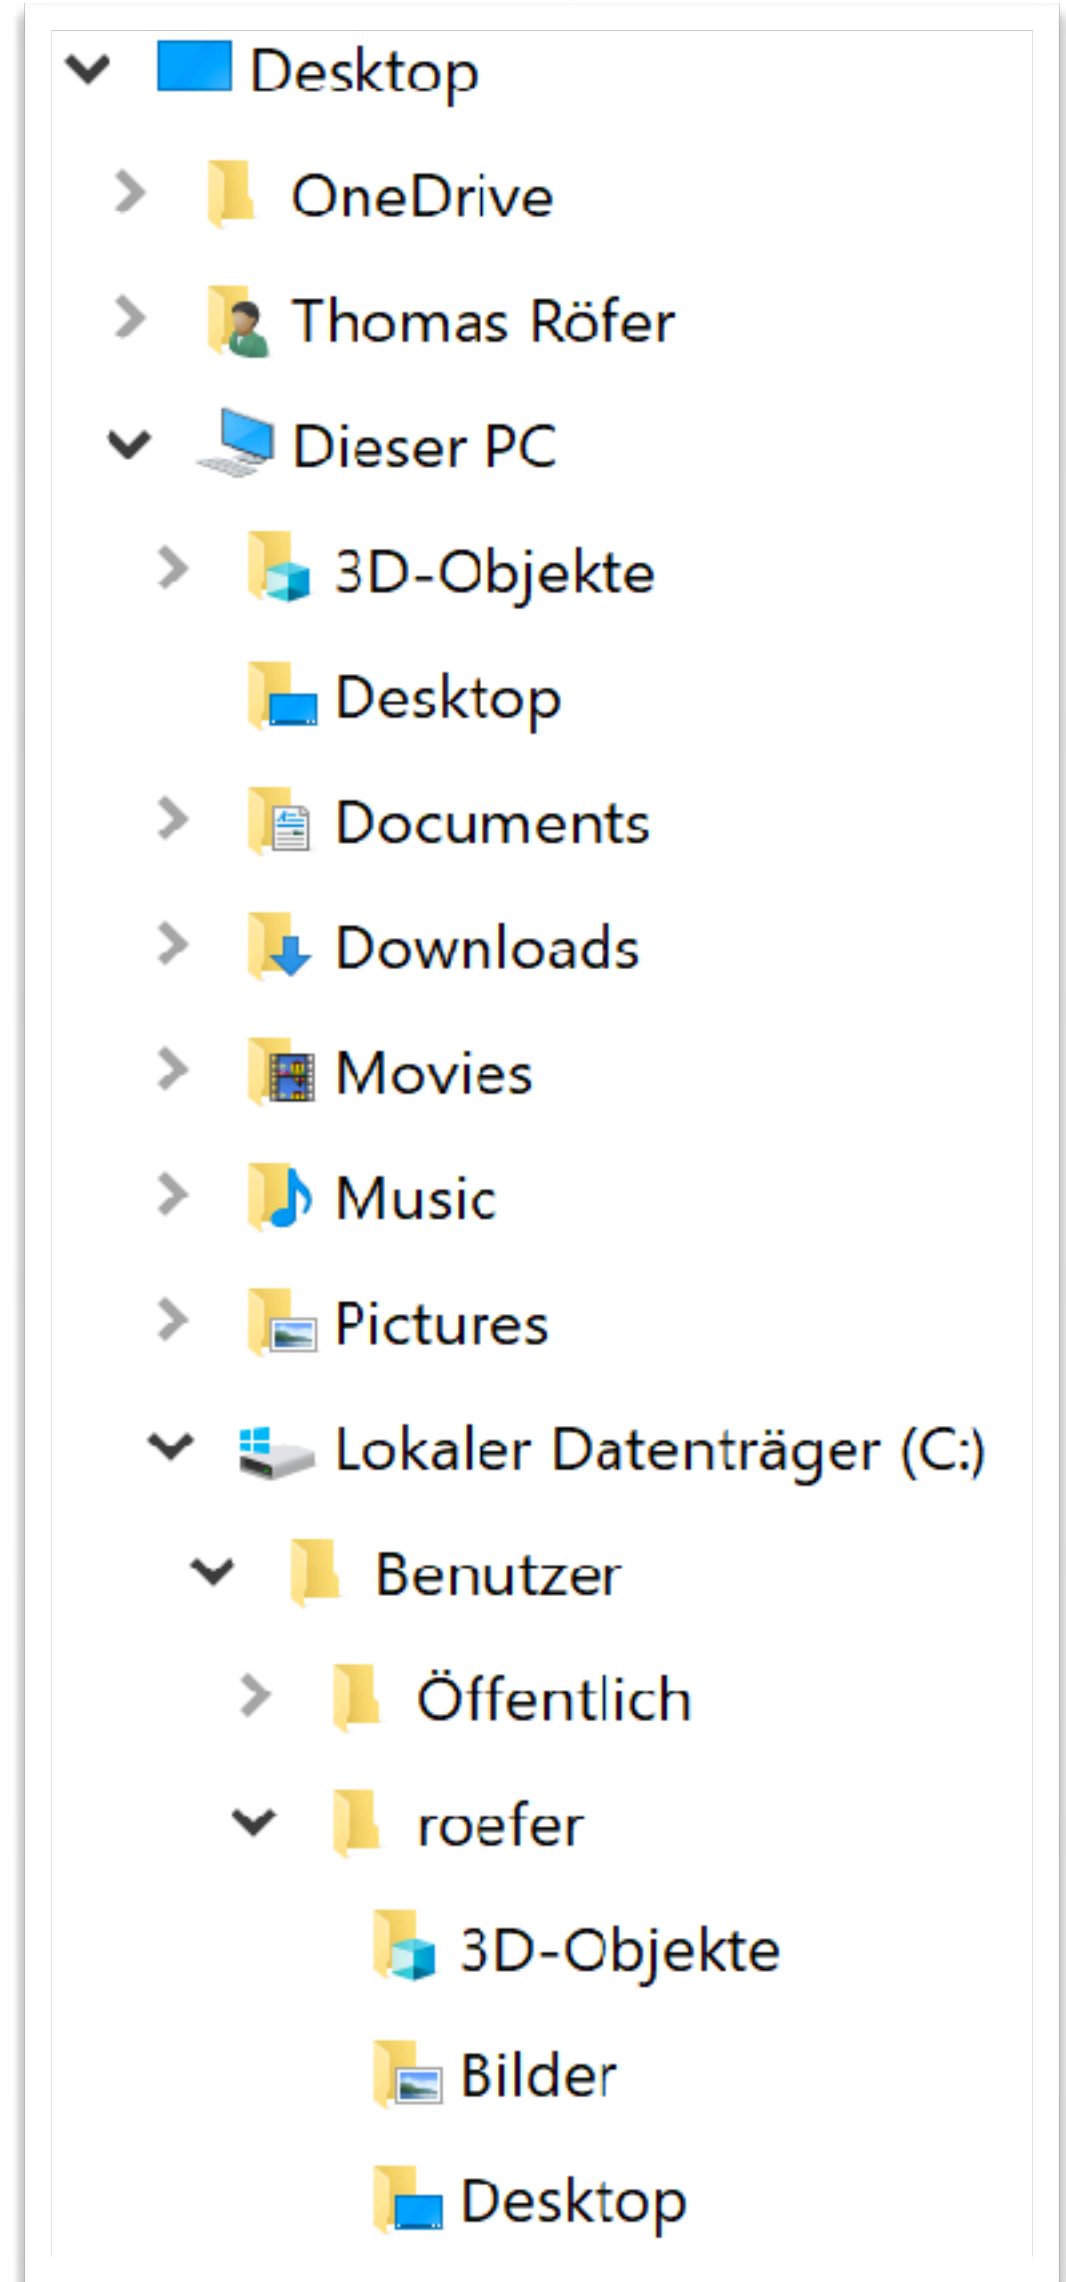 Desktop
OneDrive
Thomas Röfer
Dieser PC
3D-Objekte
Desktop
Documents
Downloads
Movies
Music
Pictures
Lokaler Datenträger (C:)
Benutzer
Öffentlich
roefer
3D-Objekte
Bilder
Desktop